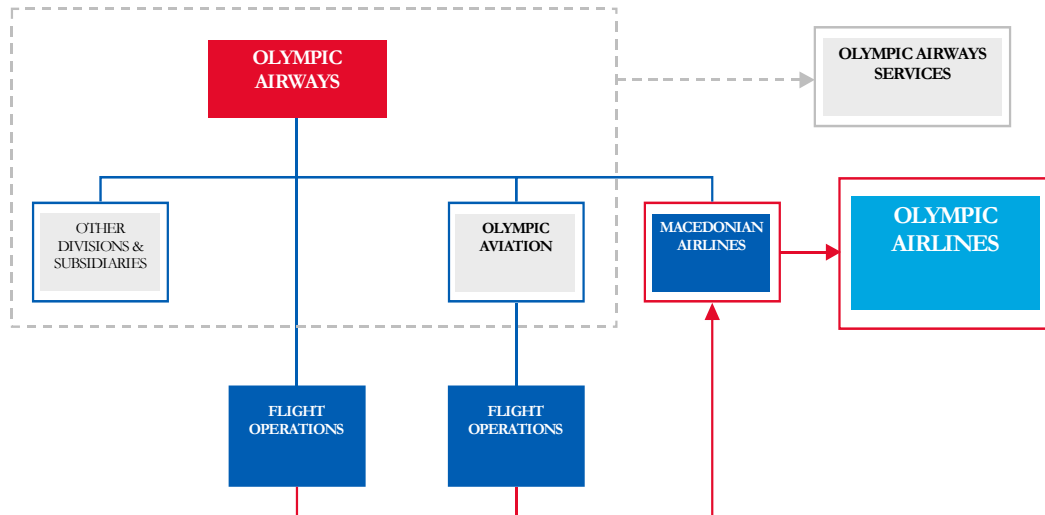 OLYMPIC
AIRWAYS
OLYMPIC AIRWAYS
SERVICES
OTHER
DIVISIONS &
SUBSIDIARIES
OLYMPIC
AVIATION
MACEDONIAN
AIRLINES
OLYMPIC
AIRLINES
FLIGHT
OPERATIONS
FLIGHT
OPERATIONS